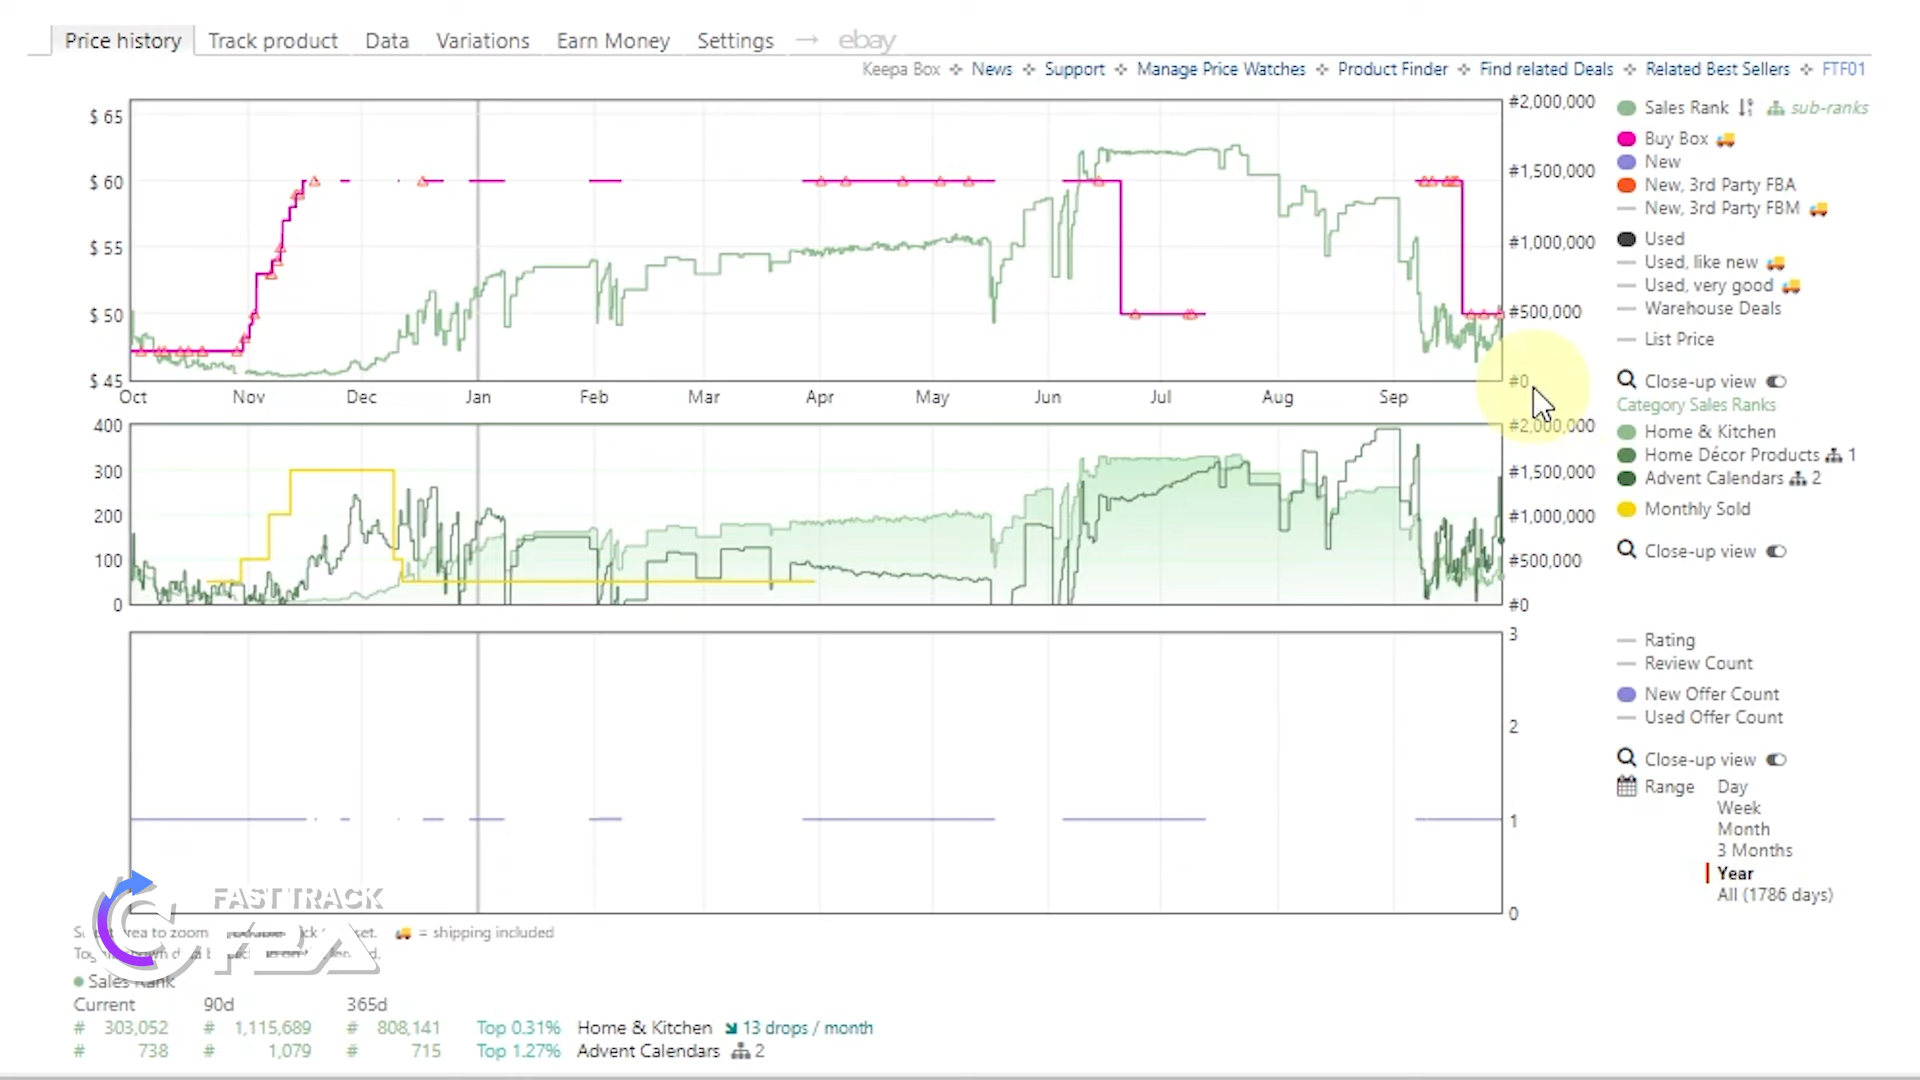 Price history Track product Data Variations Earn Money Settings → ebay
Keepa Box ✧ News ✧ Support ✧ Manage Price Watches ✧ Product Finder ✧ Find related Deals ✧ Related Best Sellers ✧ FTF01
$ 65
$ 60
$ 55
$ 50
$ 45
#2,000,000
#1,500,000
#1,000,000
#500,000
#0
Oct Nov Dec Jan Feb Mar Apr May Jun Jul Aug Sep
Sales Rank sub-ranks
Buy Box
New
New, 3rd Party FBA
New, 3rd Party FBM
Used
Used, like new
Used, very good
Warehouse Deals
List Price
Close-up view
Category Sales Ranks
400
300
200
100
0
#2,000,000
#1,500,000
#1,000,000
#500,000
#0
Home & Kitchen
Home Décor Products 1
Advent Calendars 2
Monthly Sold
Close-up view
3
2
1
0
Rating
Review Count
New Offer Count
Used Offer Count
Close-up view
Range Day
Week
Month
3 Months
Year
All (1786 days)
FAST TRACK
FBA
to zoom
= shipping included
Sales Rank
Current 90d 365d
# 303,052 # 1,115,689 # 808,141 Top 0.31% Home & Kitchen 13 drops / month
# 738 # 1,079 # 715 Top 1.27% Advent Calendars 2